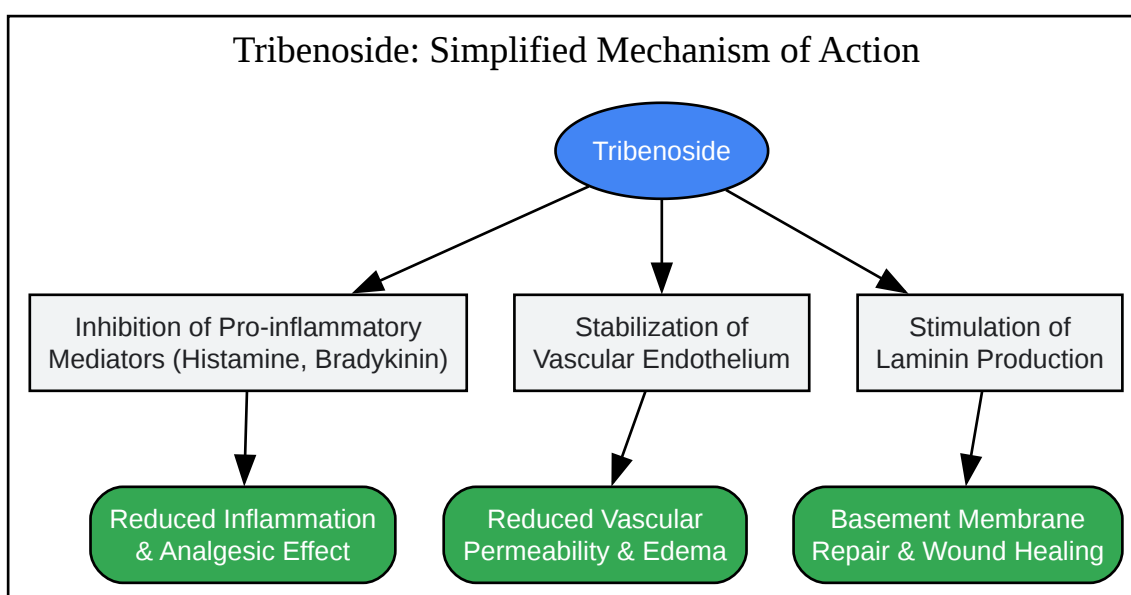 Tribenoside: Simplified Mechanism of Action
Tribenoside
Inhibition of Pro-inflammatory
Mediators (Histamine, Bradykinin)
Stabilization of
Vascular Endothelium
Stimulation of
Laminin Production
Reduced Inflammation
& Analgesic Effect
Reduced Vascular
Permeability & Edema
Basement Membrane
Repair & Wound Healing